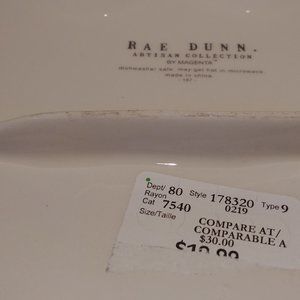 RAE DUNN.
ARTISAN COLLECTION
BY MAGENTA
dishwasher safe. may get hot in microwave.
made in china.
Dept/ 80 Style 178320 Type 9
Rayon 0219
Cat 7540
Size/Taille
COMPARE AT/
COMPARABLE A
$30.00